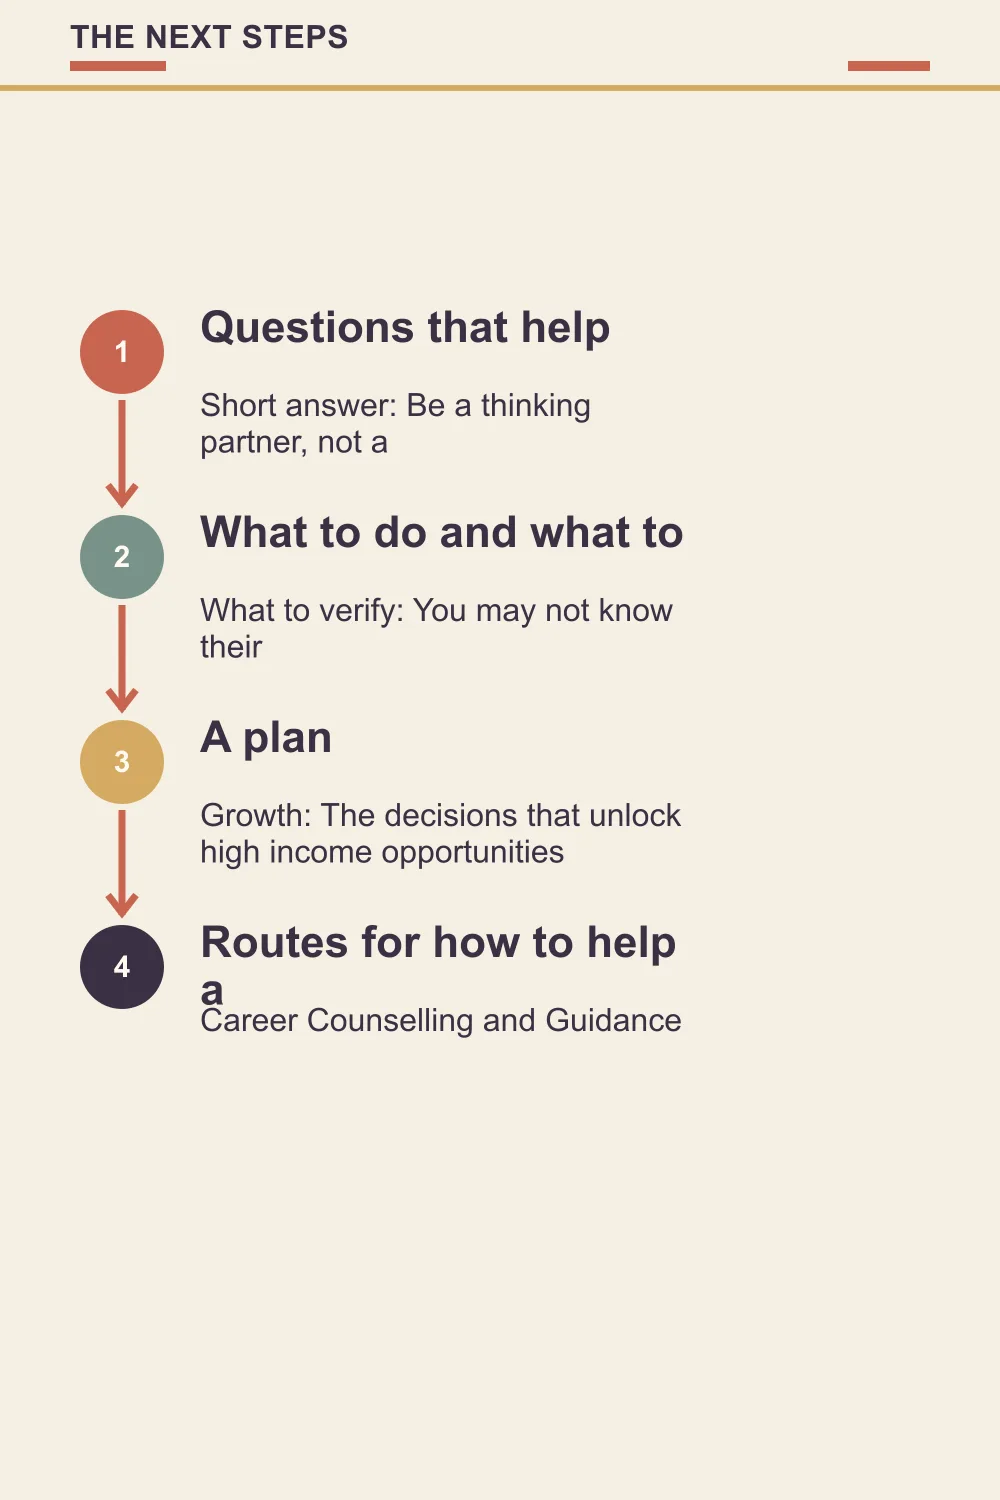 THE NEXT STEPS
1
Questions that help
Short answer: Be a thinking
partner, not a
2
What to do and what to
What to verify: You may not know
their
3
A plan
Growth: The decisions that unlock
high income opportunities
4
Routes for how to help
a
Career Counselling and Guidance